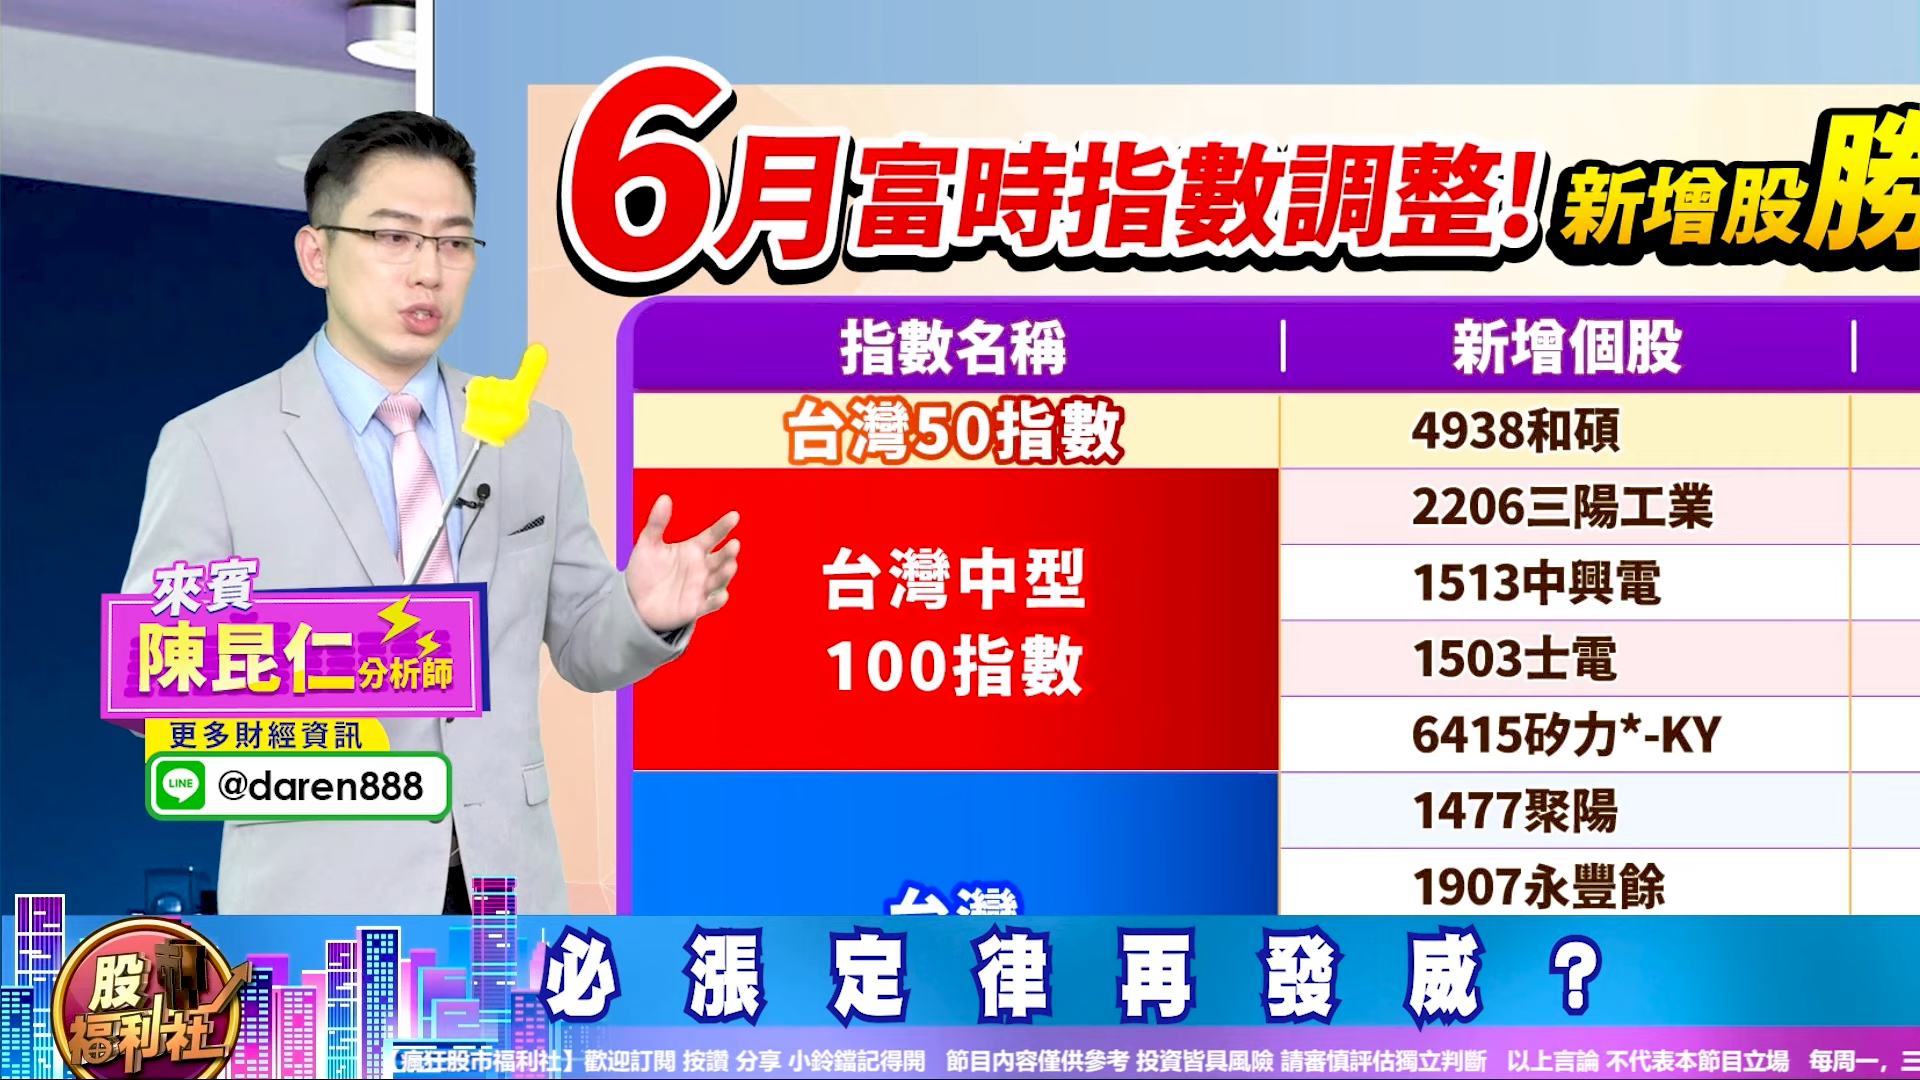 6月富時指數調整!新增股勝
指數名稱
新增個股
台灣50指數
4938和碩
台灣中型
100指數
2206三陽工業
1513中興電
1503士電
6415矽力*-KY
台灣
1477聚陽
1907永豐餘
來賓
陳昆仁分析師
更多財經資訊
LINE @daren888
必漲定律再發威?
股
福利社
【瘋狂股市福利社】歡迎訂閱 按讚 分享 小鈴鐺記得開 節目內容僅供參考 投資皆具風險 請審慎評估獨立判斷 以上言論 不代表本節目立場 每周一, 三